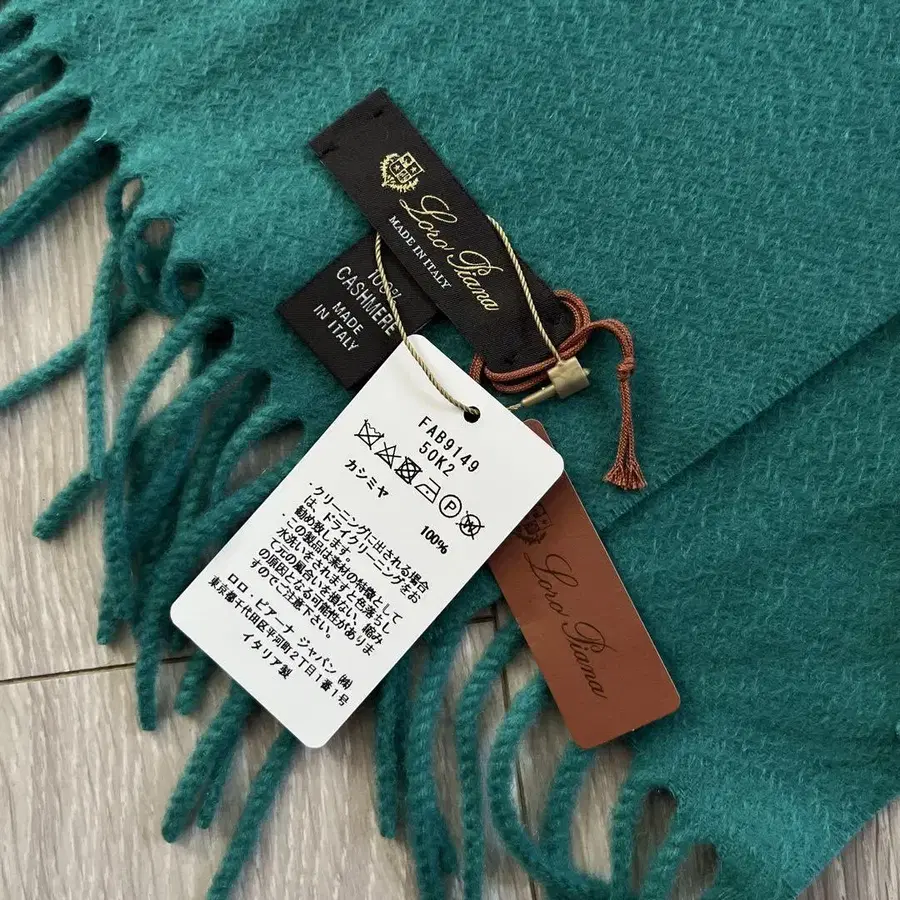 Loro Piana
MADE IN ITALY
100%
CASHMERE
MADE
IN ITALY
FAB9149
50K2
カシミヤ
100%
・クリーニングに出される場合
は、ドライクリーニングをお
勧め致します。
・この製品は素材の特徴として
水洗いをされますと色落ちし
て元の風合いを損ない、縮み
の原因となる可能性がありま
すのでご注意下さい。
ロロ・ピアーナ ジャパン ㈱
東京都千代田区平河町2丁目1番1号
イタリア製
Loro Piana